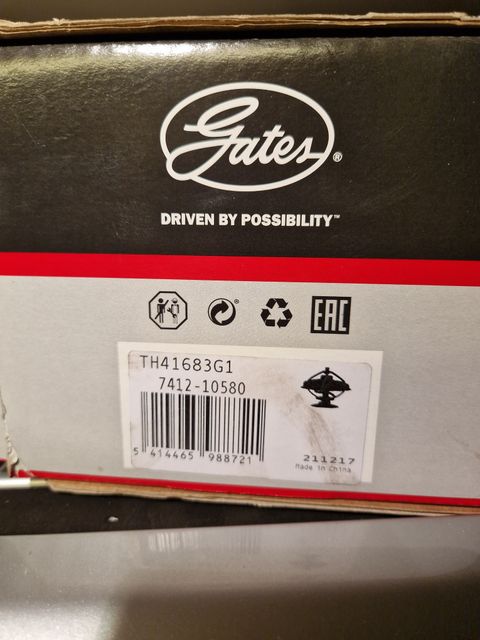 Gates®
DRIVEN BY POSSIBILITY™
EAC
TH41683G1
7412-10580
5 414465 988721
211217
Made in China